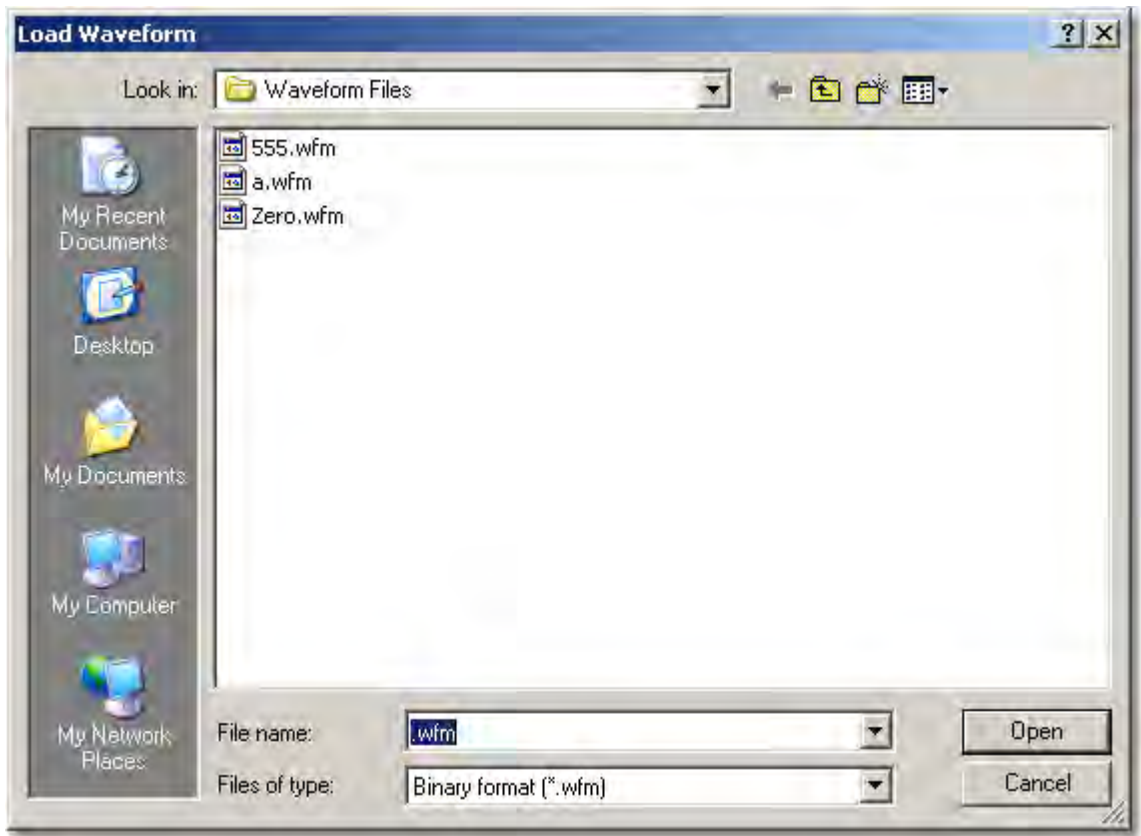 Load Waveform
Look in: Waveform Files
555.wfm
a.wfm
Zero.wfm
My Recent
Documents
Desktop
My Documents
My Computer
My Network
Places
File name: .wfm
Open
Files of type: Binary format (*.wfm)
Cancel